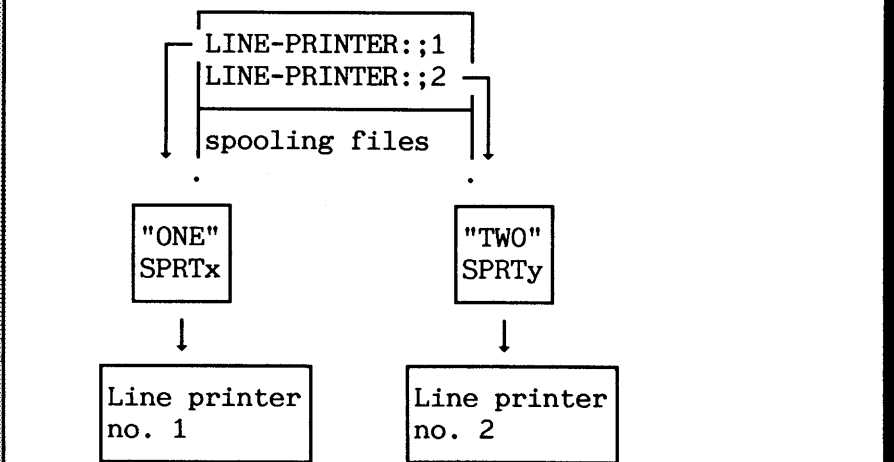 LINE-PRINTER:;1
LINE-PRINTER:;2
spooling files
"ONE"
SPRTx
"TWO"
SPRTy
Line printer
no. 1
Line printer
no. 2